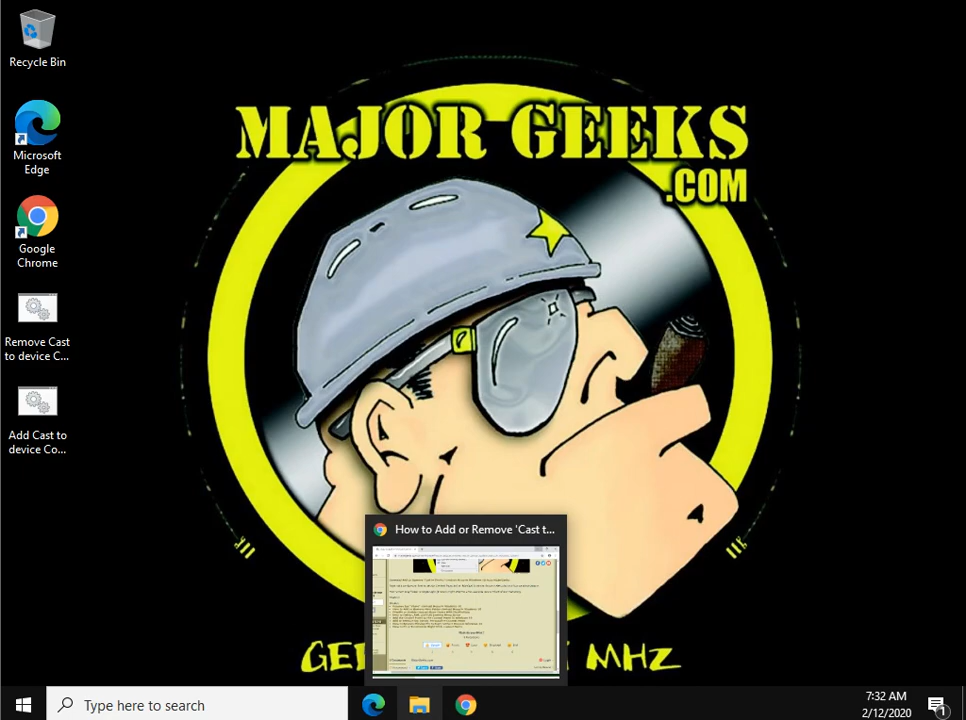 Recycle Bin
Microsoft
Edge
Google
Chrome
Remove Cast
to device C...
Add Cast to
device Co...
MAJOR GEEKS
.COM
How to Add or Remove 'Cast t...
MHZ
Type here to search
7:32 AM
2/12/2020
1